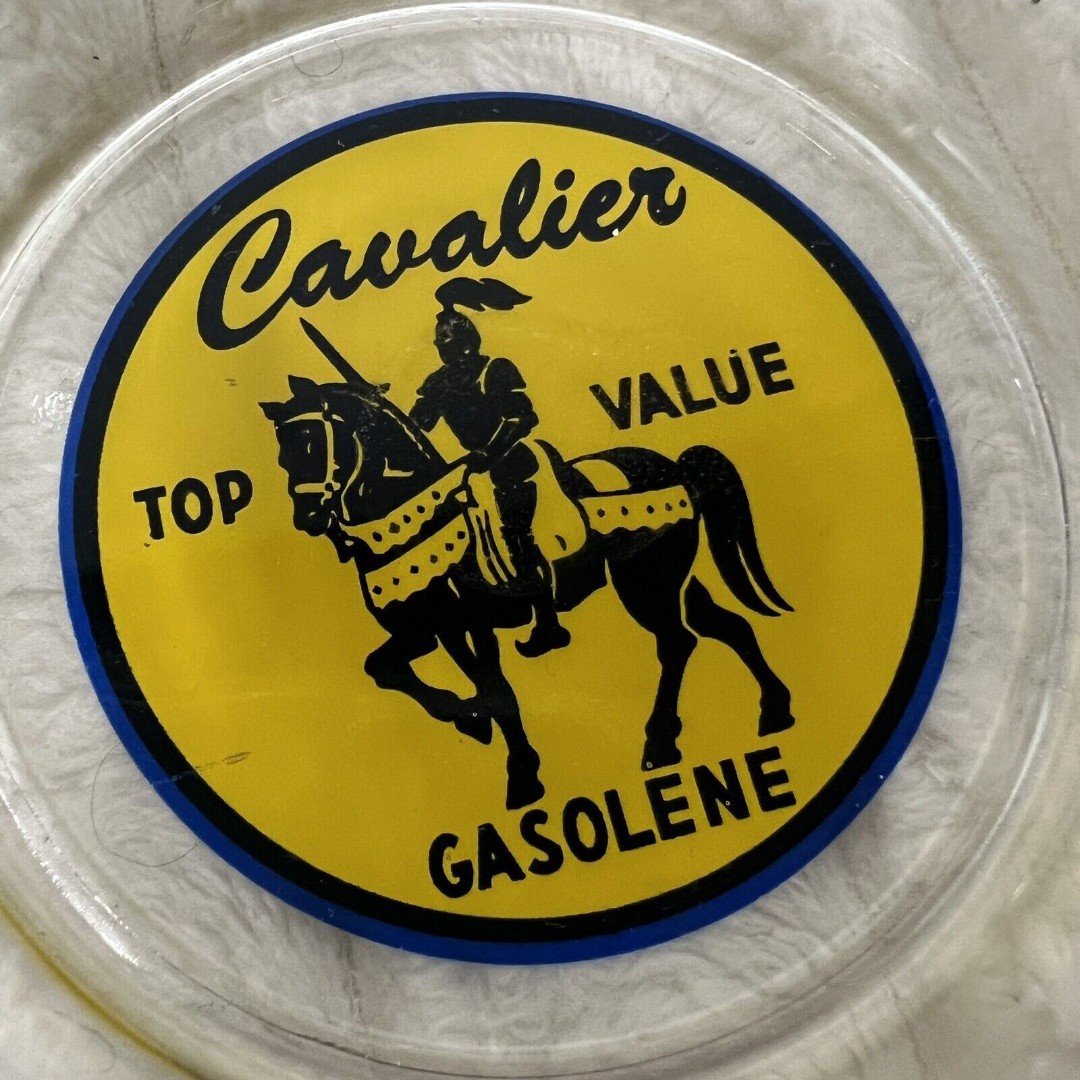 Cavalier
TOP VALUE
GASOLENE